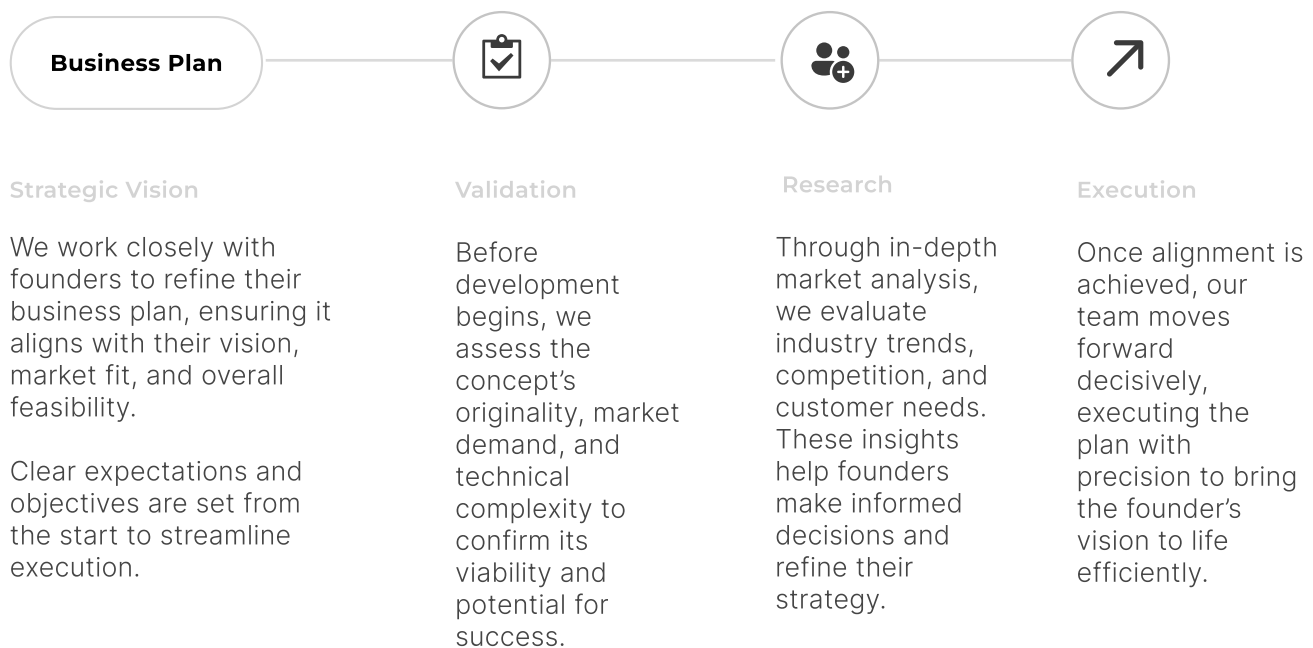 Business Plan
Strategic Vision
We work closely with
founders to refine their
business plan, ensuring it
aligns with their vision,
market fit, and overall
feasibility.
Clear expectations and
objectives are set from
the start to streamline
execution.
Validation
Before
development
begins, we
assess the
concept’s
originality, market
demand, and
technical
complexity to
confirm its
viability and
potential for
success.
Research
Through in-depth
market analysis,
we evaluate
industry trends,
competition, and
customer needs.
These insights
help founders
make informed
decisions and
refine their
strategy.
Execution
Once alignment is
achieved, our
team moves
forward
decisively,
executing the
plan with
precision to bring
the founder’s
vision to life
efficiently.